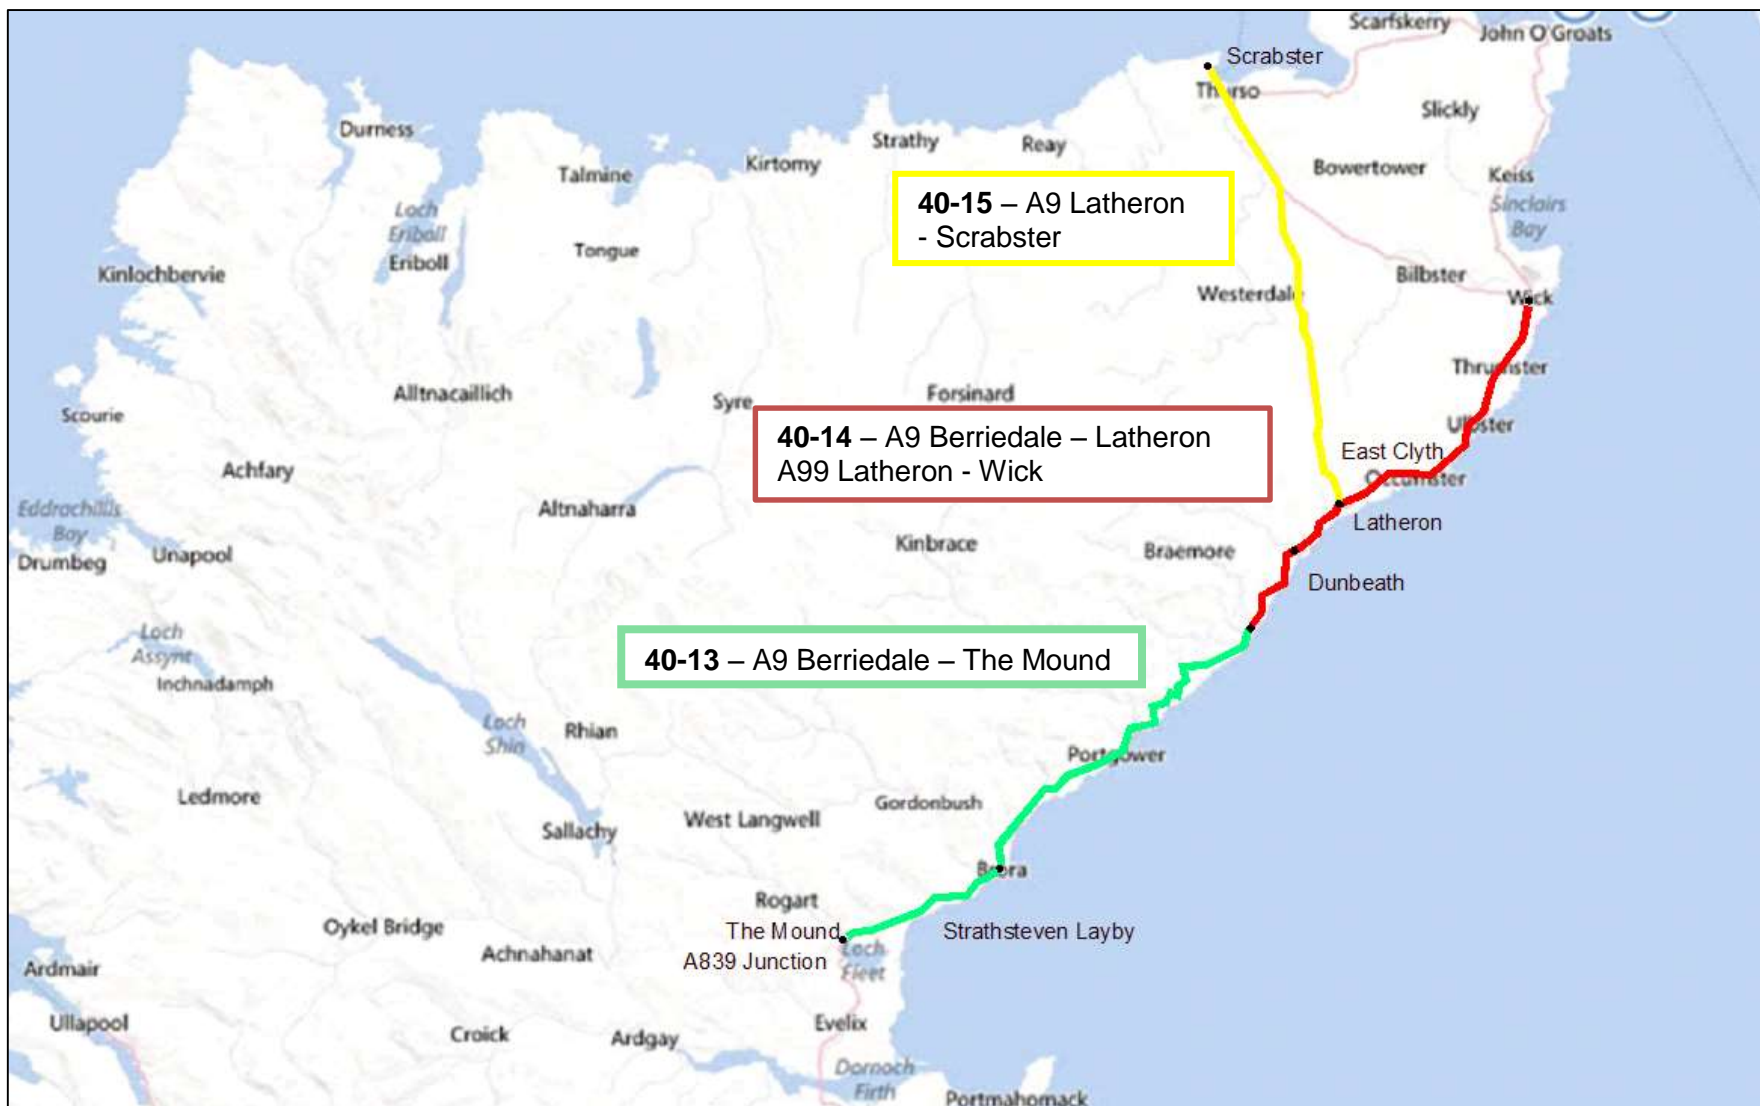 Scarfskerry
John O'Groats
Scrabster
Thurso
Slickly
Durness
Strathy
Reay
Kirtomy
Talmine
Bowertower
Keiss
40-15 – A9 Latheron
- Scrabster
Loch
Eriboll
Sinclairs
Bay
Tongue
Eriboll
Kinlochbervie
Bilbster
Westerdale
Wick
Thrumster
Alltnacaillich
Forsinard
Syre
Scourie
Ulbster
40-14 – A9 Berriedale – Latheron
A99 Latheron - Wick
East Clyth
Achfary
Occumster
Eddrachillis
Bay
Altnaharra
Latheron
Kinbrace
Braemore
Unapool
Drumbeg
Dunbeath
Loch
Assynt
40-13 – A9 Berriedale – The Mound
Inchnadamph
Loch
Shin
Rhian
Portgower
Ledmore
Gordonbush
West Langwell
Sallachy
Brora
Rogart
Oykel Bridge
The Mound
A839 Junction
Strathsteven Layby
Loch
Fleet
Achnahanat
Ardmair
Ullapool
Evelix
Croick
Ardgay
Dornoch
Firth
Portmahomack